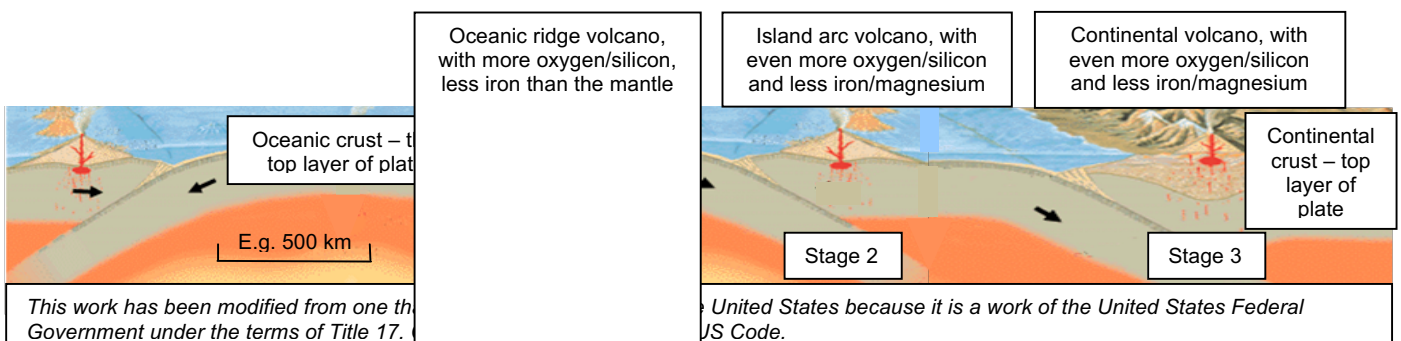 Oceanic ridge volcano,
with more oxygen/silicon,
less iron than the mantle
Island arc volcano, with
even more oxygen/silicon
and less iron/magnesium
Continental volcano, with
even more oxygen/silicon
and less iron/magnesium
Oceanic crust –
top layer of
Continental
crust – top
layer of
plate
E.g. 500 km
Stage 2
Stage 3
This work has been modified from one
United States because it is a work of the United States Federal
Government under the terms of Title 17.
US Code.